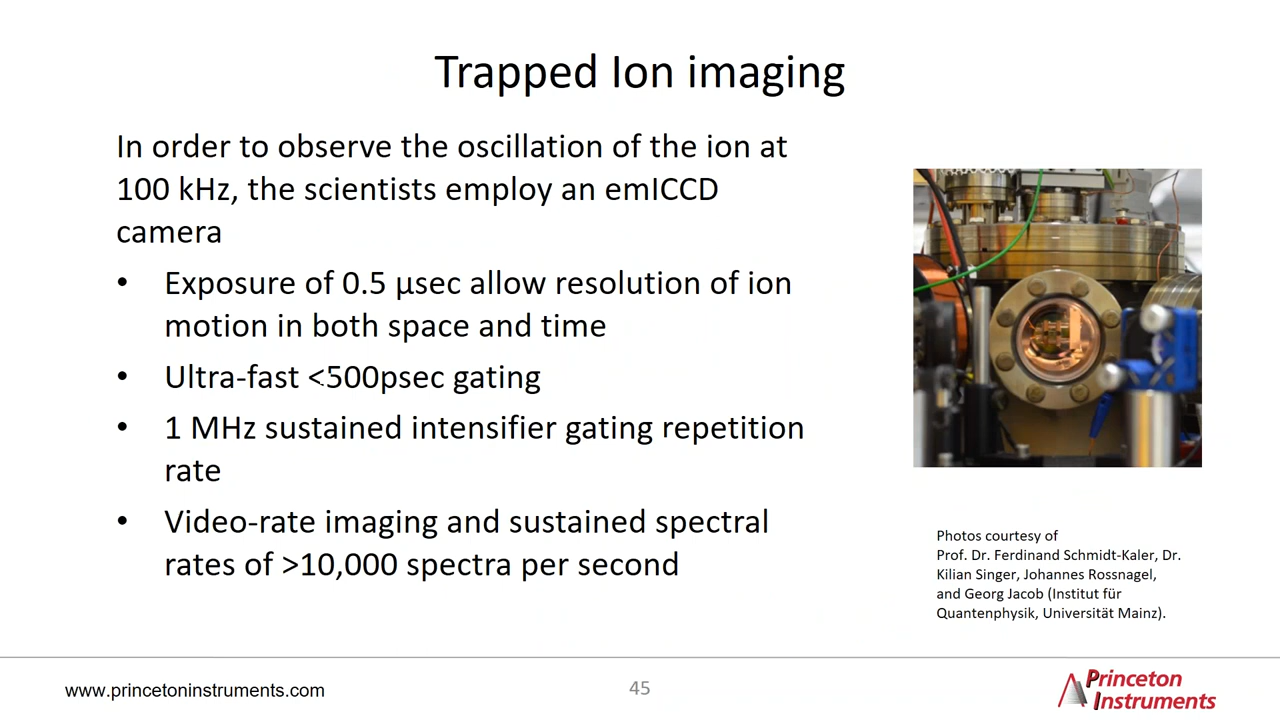 Trapped Ion imaging
In order to observe the oscillation of the ion at
100 kHz, the scientists employ an emICCD
camera
• Exposure of 0.5 μsec allow resolution of ion
motion in both space and time
• Ultra-fast <500psec gating
• 1 MHz sustained intensifier gating repetition
rate
• Video-rate imaging and sustained spectral
rates of >10,000 spectra per second
Photos courtesy of
Prof. Dr. Ferdinand Schmidt-Kaler, Dr.
Kilian Singer, Johannes Rossnagel,
and Georg Jacob (Institut für
Quantenphysik, Universität Mainz).
www.princetoninstruments.com
45
Princeton
Instruments